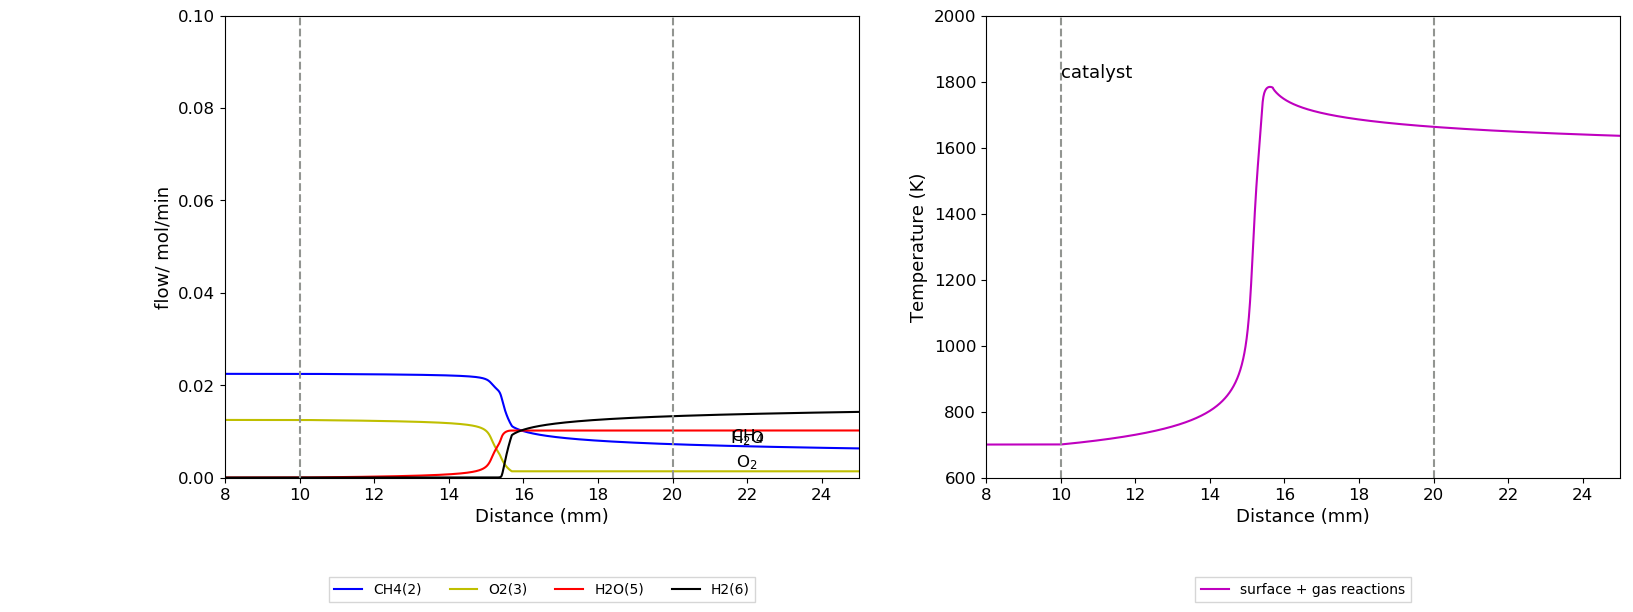 0.10
0.08
0.06
0.04
0.02
0.00
flow/ mol/min
8 10 12 14 16 18 20 22 24
Distance (mm)
CH₄
H₂O
O₂
CH4(2) O2(3) H2O(5) H2(6)
2000
1800
1600
1400
1200
1000
800
600
Temperature (K)
catalyst
8 10 12 14 16 18 20 22 24
Distance (mm)
surface + gas reactions